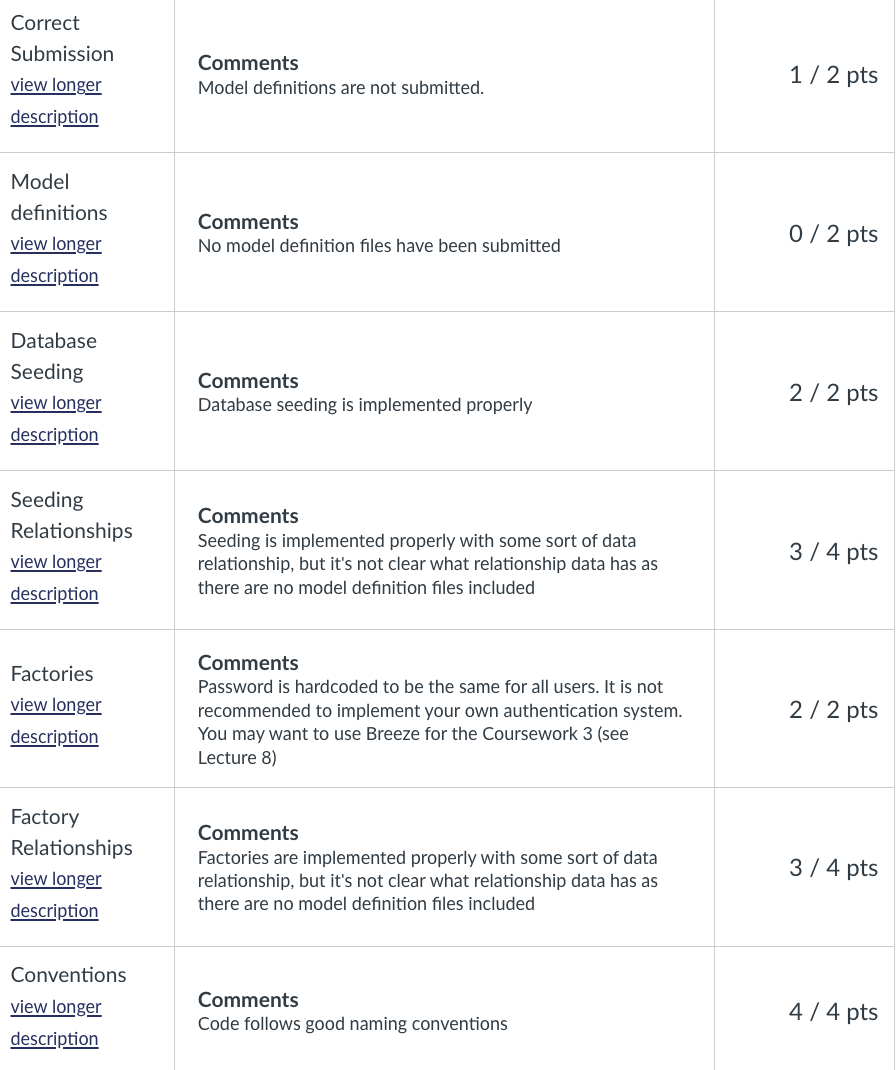 Correct
Submission
view longer
description
Comments
Model definitions are not submitted.
1 / 2 pts
Model
definitions
view longer
description
Comments
No model definition files have been submitted
0 / 2 pts
Database
Seeding
view longer
description
Comments
Database seeding is implemented properly
2 / 2 pts
Seeding
Relationships
view longer
description
Comments
Seeding is implemented properly with some sort of data
relationship, but it's not clear what relationship data has as
there are no model definition files included
3 / 4 pts
Factories
view longer
description
Comments
Password is hardcoded to be the same for all users. It is not
recommended to implement your own authentication system.
You may want to use Breeze for the Coursework 3 (see
Lecture 8)
2 / 2 pts
Factory
Relationships
view longer
description
Comments
Factories are implemented properly with some sort of data
relationship, but it's not clear what relationship data has as
there are no model definition files included
3 / 4 pts
Conventions
view longer
description
Comments
Code follows good naming conventions
4 / 4 pts